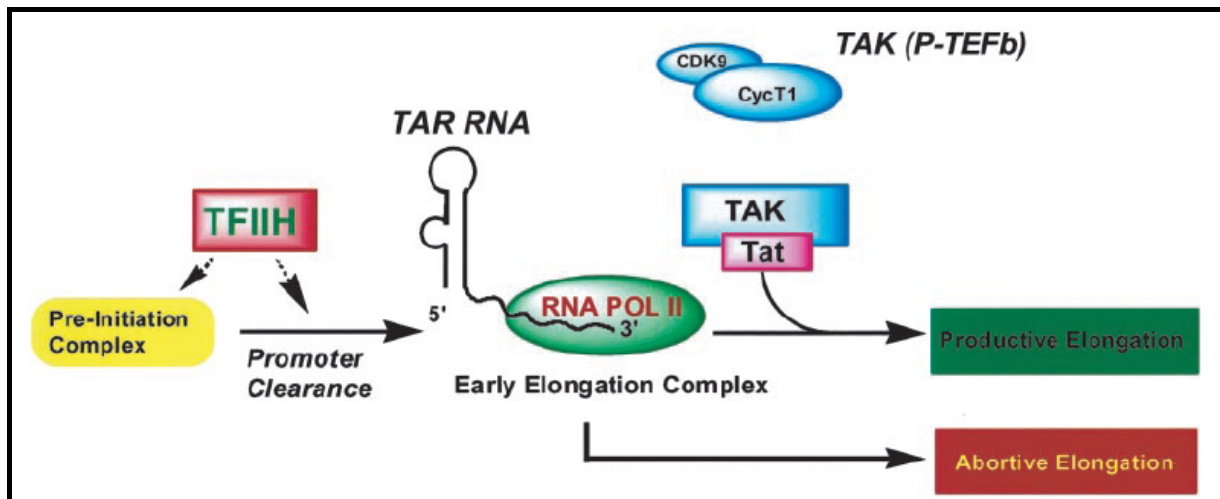 TAK (P-TEFb)
CDK9
CycT1
TAR RNA
TFIIH
TAK
Tat
5'
RNA POL II
3'
Pre-Initiation
Complex
Promoter
Clearance
Early Elongation Complex
Productive Elongation
Abortive Elongation